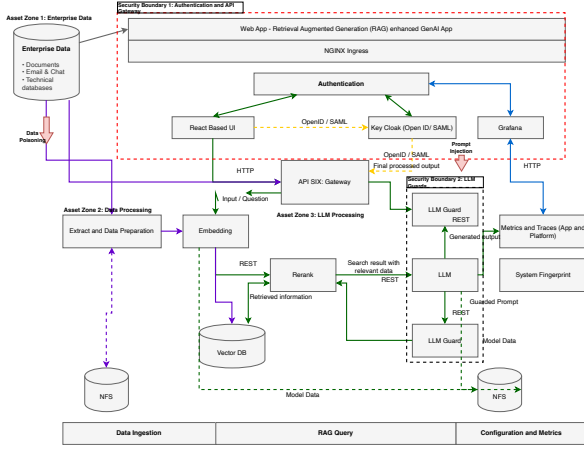 Security Boundary 1: Authentication and API
Gateway
Asset Zone 1: Enterprise Data
Web App - Retrieval Augmented Generation (RAG) enhanced GenAI App
NGINX Ingress
Enterprise Data
• Documents
• Email & Chat
• Technical
databases
Authentication
React Based UI
OpenID / SAML
Key Cloak (Open ID/ SAML)
Grafana
Data
Poisoning
Prompt
Injection
OpenID / SAML
HTTP
Final processed output
HTTP
API SIX: Gateway
Security Boundary 2: LLM
Guards
Input / Question
LLM Guard
REST
Asset Zone 2: Data Processing
Asset Zone 3: LLM Processing
Extract and Data Preparation
Embedding
Metrics and Traces (App and
Platform)
Generated output
Search result with
relevant data
REST
REST
Rerank
LLM
System Fingerprint
Retrieved information
Guarded Prompt
REST
Vector DB
LLM Guard
Model Data
NFS
Model Data
NFS
Data Ingestion
RAG Query
Configuration and Metrics